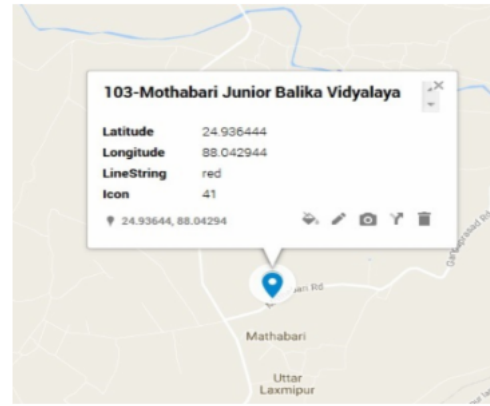 103-Mothabari Junior Balika Vidyalaya
Latitude 24.936444
Longitude 88.042944
LineString red
Icon 41
24.93644, 88.04294
Rd
Mathabari
Uttar
Laxmipur